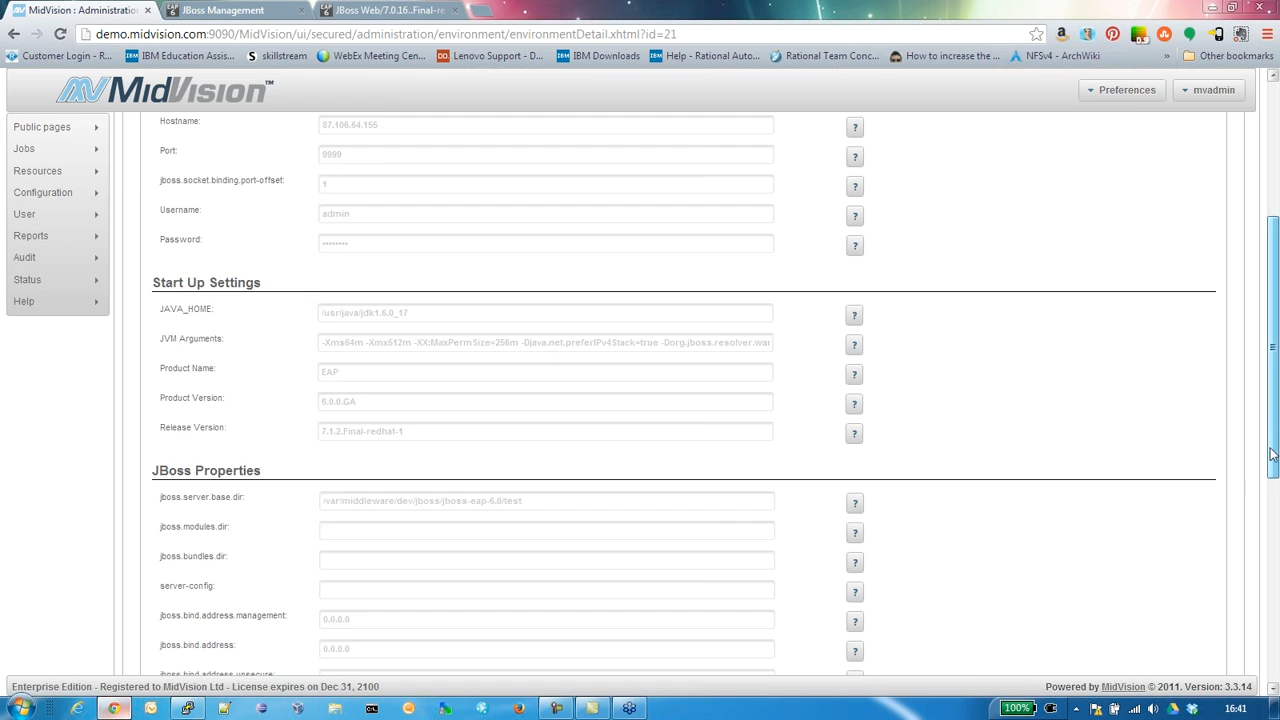 MidVision : Administratio
JBoss Management
JBoss Web/7.0.16..Final-re
demo.midvision.com:9090/MidVision/ui/secured/administration/environment/environmentDetail.xhtml?id=21
Customer Login - R...
IBM Education Assis...
skillstream
WebEx Meeting Cen...
Lenovo Support - D...
IBM Downloads
Help - Rational Auto...
Rational Team Conc...
How to increase the ...
NFSv4 - ArchWiki
»
Other bookmarks
MidVision™
Preferences
mvadmin
Public pages
Jobs
Resources
Configuration
User
Reports
Audit
Status
Help
Hostname: 87.106.64.155 ?
Port: 9999 ?
jboss.socket.binding.port-offset: 1 ?
Username: admin ?
Password: ******** ?
Start Up Settings
JAVA_HOME: /usr/java/jdk1.6.0_17 ?
JVM Arguments: -Xms64m -Xmx512m -XX:MaxPermSize=256m -Djava.net.preferIPv4Stack=true -Dorg.jboss.resolver.war ?
Product Name: EAP ?
Product Version: 6.0.0.GA ?
Release Version: 7.1.2.Final-redhat-1 ?
JBoss Properties
jboss.server.base.dir: /var/middleware/dev/jboss/jboss-eap-6.0/test ?
jboss.modules.dir: ?
jboss.bundles.dir: ?
server-config: ?
jboss.bind.address.management: 0.0.0.0 ?
jboss.bind.address: 0.0.0.0 ?
jboss.bind.address.unsecure:
Enterprise Edition - Registered to MidVision Ltd - License expires on Dec 31, 2100
Powered by MidVision © 2011. Version: 3.3.14
100%
16:41